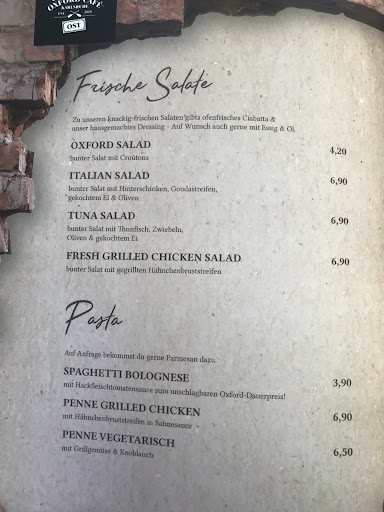 OXFORD CAFÉ
OST
Frische Salate
Zu unseren knackig-frischen Salaten gibts ofenfrisches Ciabatta &
unser hausgemachtes Dressing - Auf Wunsch auch gerne mit Essig & Öl.
OXFORD SALAD 4,20
bunter Salat mit Croûtons
ITALIAN SALAD 6,90
bunter Salat mit Hinterschinken, Goudastreifen,
gekochtem Ei & Oliven
TUNA SALAD 6,90
bunter Salat mit Thunfisch, Zwiebeln,
Oliven & gekochtem Ei
FRESH GRILLED CHICKEN SALAD 6,90
bunter Salat mit gegrillten Hähnchenbruststreifen
Pasta
Auf Anfrage bekommst du gerne Parmesan dazu.
SPAGHETTI BOLOGNESE 3,90
mit Hackfleischtomatensauce zum unschlagbaren Oxford-Dauerpreis!
PENNE GRILLED CHICKEN 6,90
mit Hähnchenbruststreifen in Sahnesauce
PENNE VEGETARISCH 6,50
mit Grillgemüse & Knoblauch